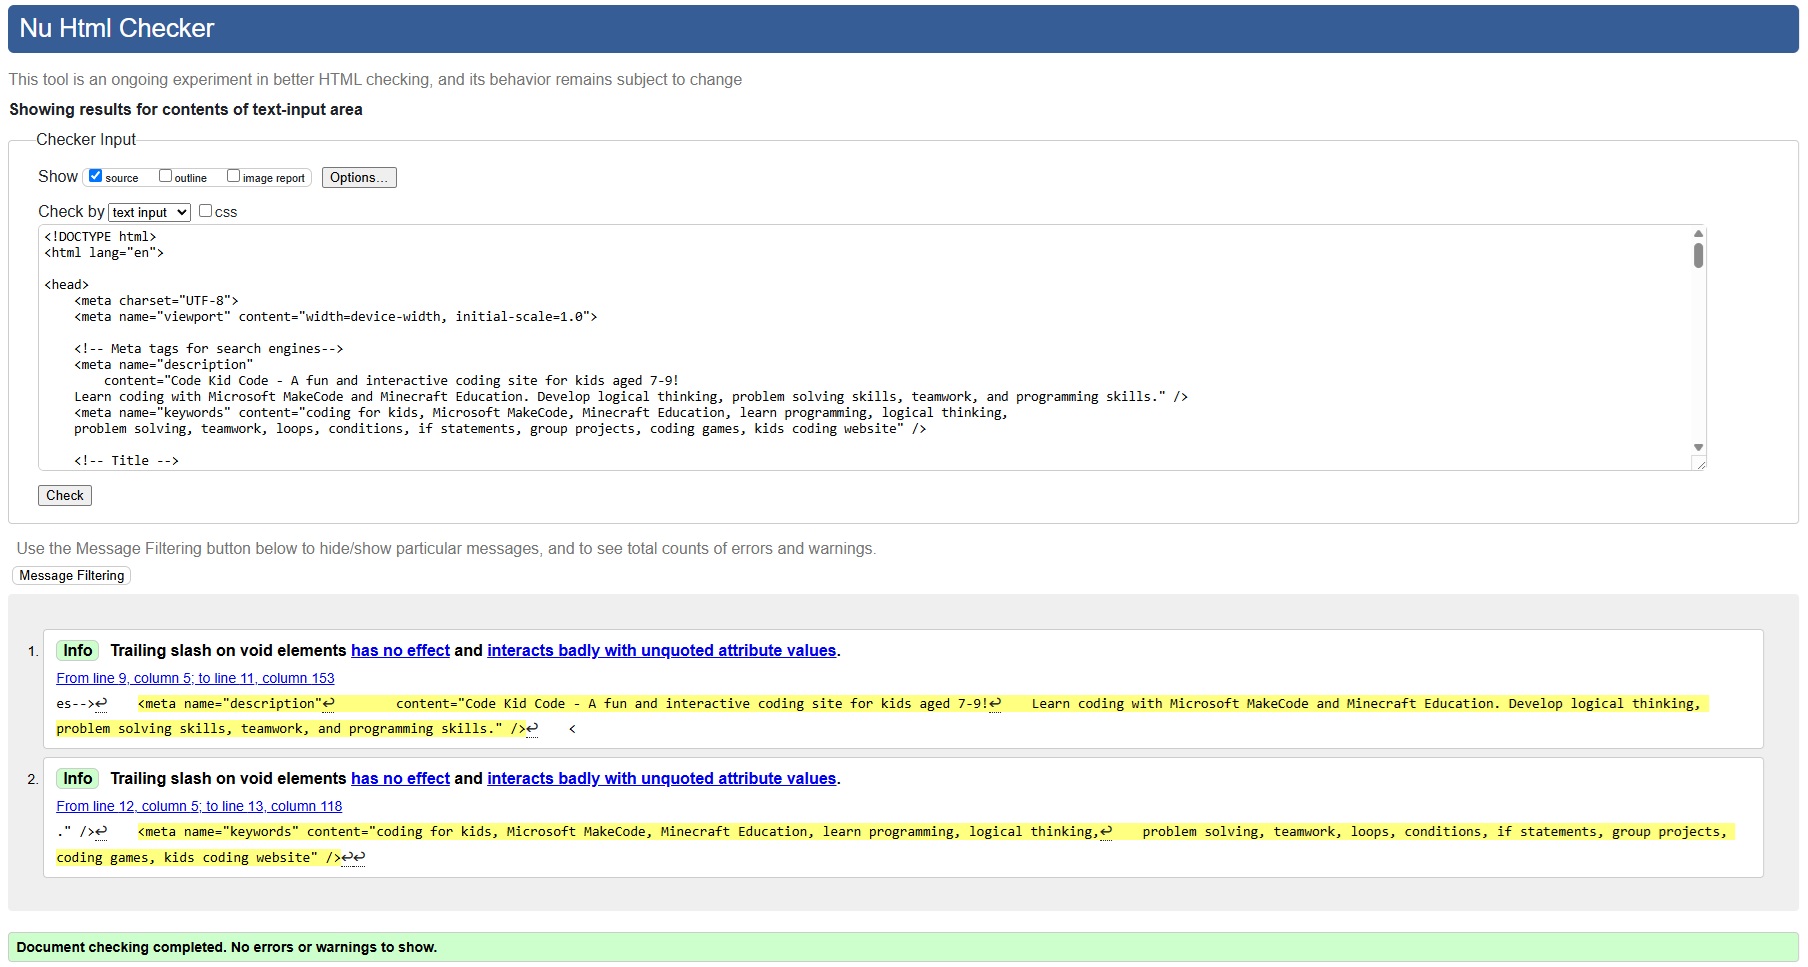 Nu Html Checker
This tool is an ongoing experiment in better HTML checking, and its behavior remains subject to change
Showing results for contents of text-input area
Checker Input
Show source outline image report Options...
Check by text input css
<!DOCTYPE html>
<html lang="en">
<head>
<meta charset="UTF-8">
<meta name="viewport" content="width=device-width, initial-scale=1.0">
<!-- Meta tags for search engines-->
<meta name="description"
content="Code Kid Code - A fun and interactive coding site for kids aged 7-9!
Learn coding with Microsoft MakeCode and Minecraft Education. Develop logical thinking, problem solving skills, teamwork, and programming skills." />
<meta name="keywords" content="coding for kids, Microsoft MakeCode, Minecraft Education, learn programming, logical thinking,
problem solving, teamwork, loops, conditions, if statements, group projects, coding games, kids coding website" />
<!-- Title -->
Check
Use the Message Filtering button below to hide/show particular messages, and to see total counts of errors and warnings.
Message Filtering
1. Info Trailing slash on void elements has no effect and interacts badly with unquoted attribute values.
From line 9, column 5; to line 11, column 153
es-->↩ <meta name="description"↩ content="Code Kid Code - A fun and interactive coding site for kids aged 7-9!↩ Learn coding with Microsoft MakeCode and Minecraft Education. Develop logical thinking,
problem solving skills, teamwork, and programming skills." />↩ <
2. Info Trailing slash on void elements has no effect and interacts badly with unquoted attribute values.
From line 12, column 5; to line 13, column 118
." />↩ <meta name="keywords" content="coding for kids, Microsoft MakeCode, Minecraft Education, learn programming, logical thinking,↩ problem solving, teamwork, loops, conditions, if statements, group projects,
coding games, kids coding website" />↩↩
Document checking completed. No errors or warnings to show.